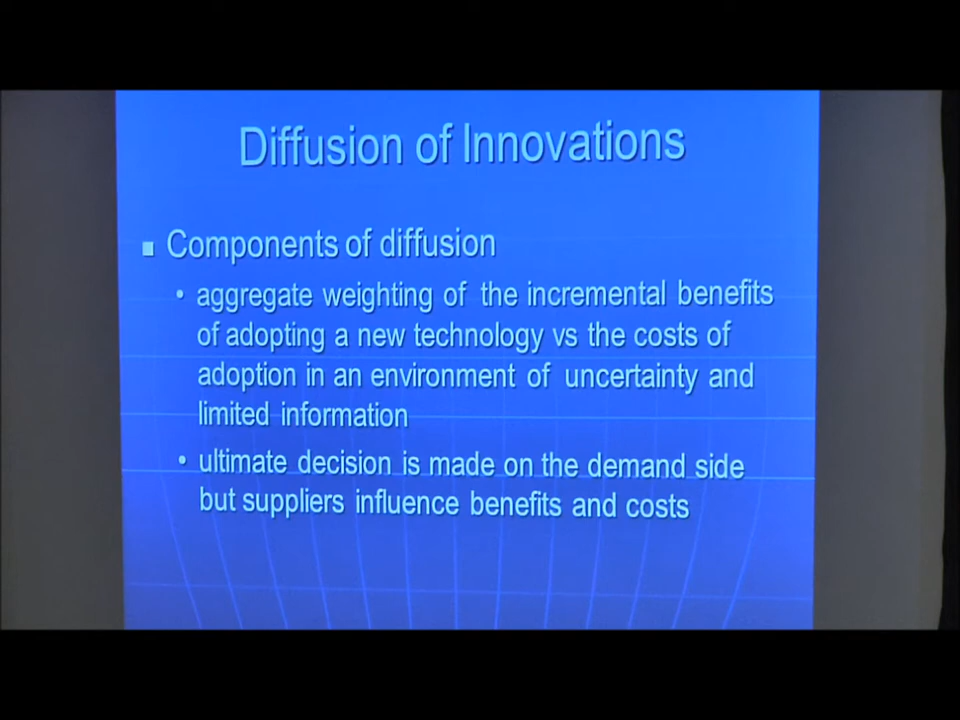 Diffusion of Innovations
Components of diffusion
aggregate weighting of the incremental benefits
of adopting a new technology vs the costs of
adoption in an environment of uncertainty and
limited information
ultimate decision is made on the demand side
but suppliers influence benefits and costs